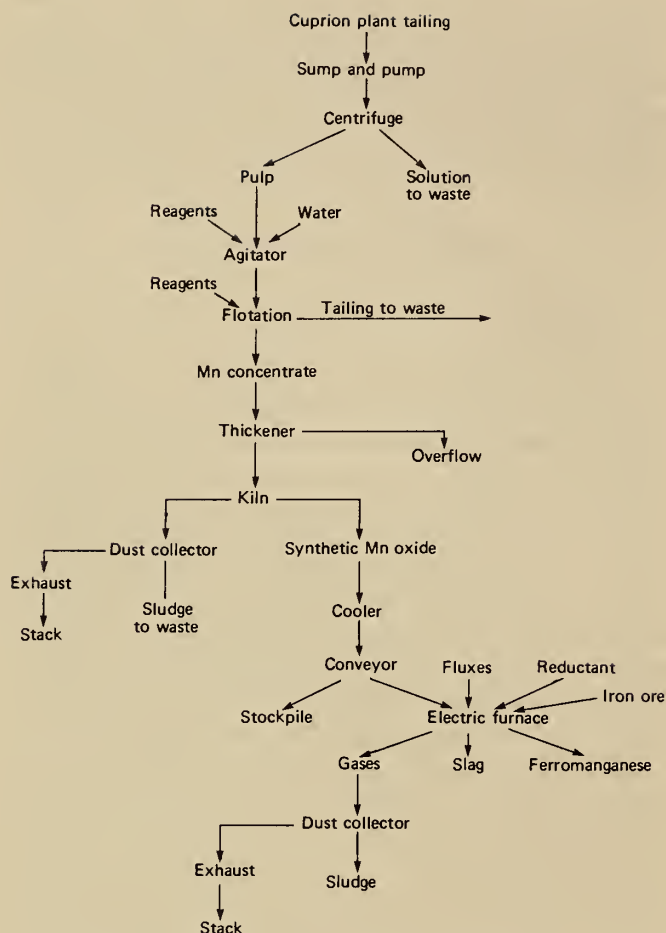 Cuprion plant tailing
Sump and pump
Centrifuge
Pulp
Solution
to waste
Reagents
Water
Agitator
Reagents
Flotation
Tailing to waste
Mn concentrate
Thickener
Overflow
Kiln
Dust collector
Synthetic Mn oxide
Exhaust
Sludge
to waste
Stack
Cooler
Conveyor
Fluxes
Reductant
Iron ore
Stockpile
Electric furnace
Gases
Slag
Ferromanganese
Dust collector
Exhaust
Sludge
Stack